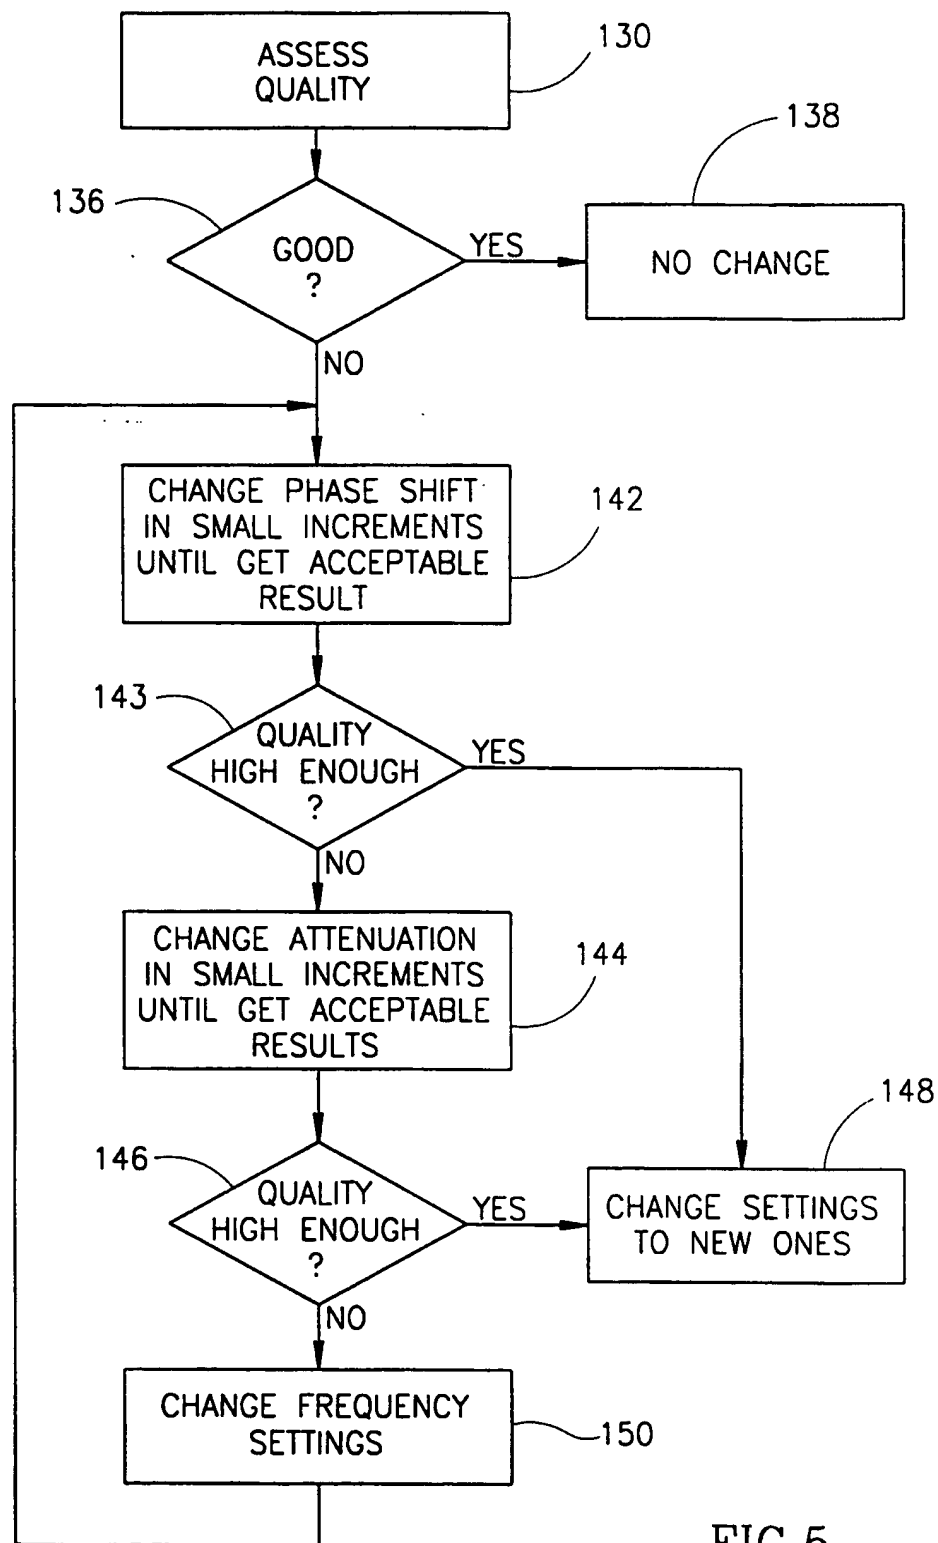 ASSESS
QUALITY
130
138
136
GOOD
?
YES
NO CHANGE
NO
CHANGE PHASE SHIFT
IN SMALL INCREMENTS
UNTIL GET ACCEPTABLE
RESULT
142
143
QUALITY
HIGH ENOUGH
?
YES
NO
CHANGE ATTENUATION
IN SMALL INCREMENTS
UNTIL GET ACCEPTABLE
RESULTS
144
148
146
QUALITY
HIGH ENOUGH
?
YES
CHANGE SETTINGS
TO NEW ONES
NO
CHANGE FREQUENCY
SETTINGS
150
FIG. 5